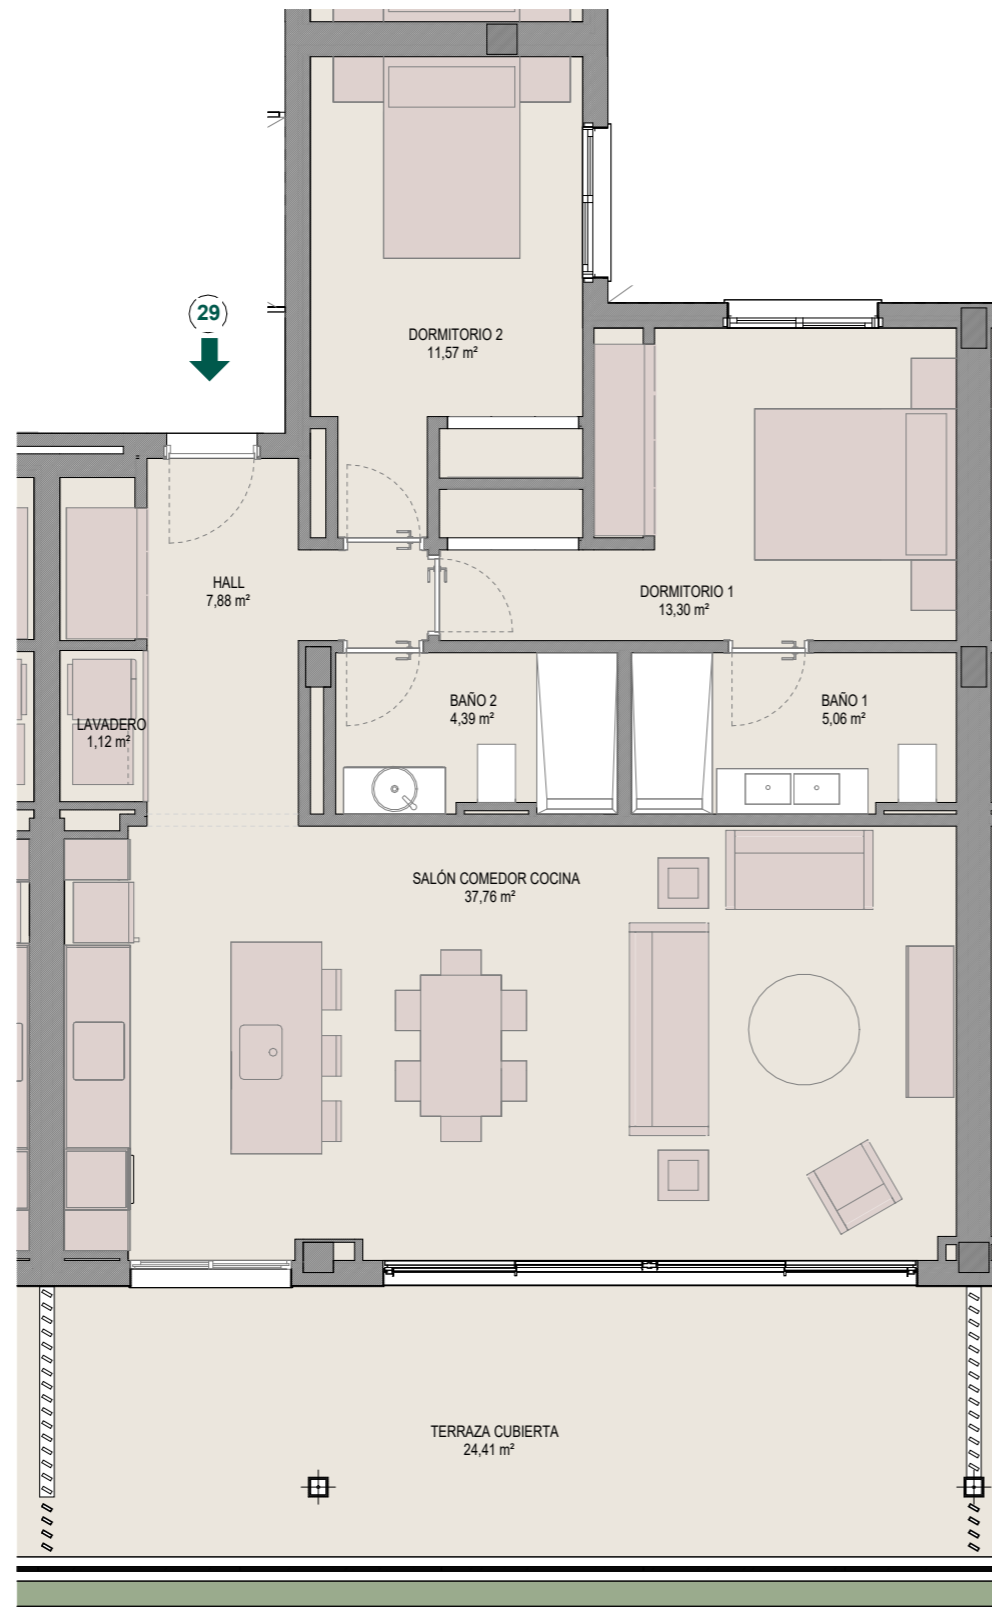 DORMITORIO 2
11,57 m²
29
HALL
7,88 m²
DORMITORIO 1
13,30 m²
LAVADERO
1,12 m²
BAÑO 2
4,39 m²
BAÑO 1
5,06 m²
SALÓN COMEDOR COCINA
37,76 m²
TERRAZA CUBIERTA
24,41 m²